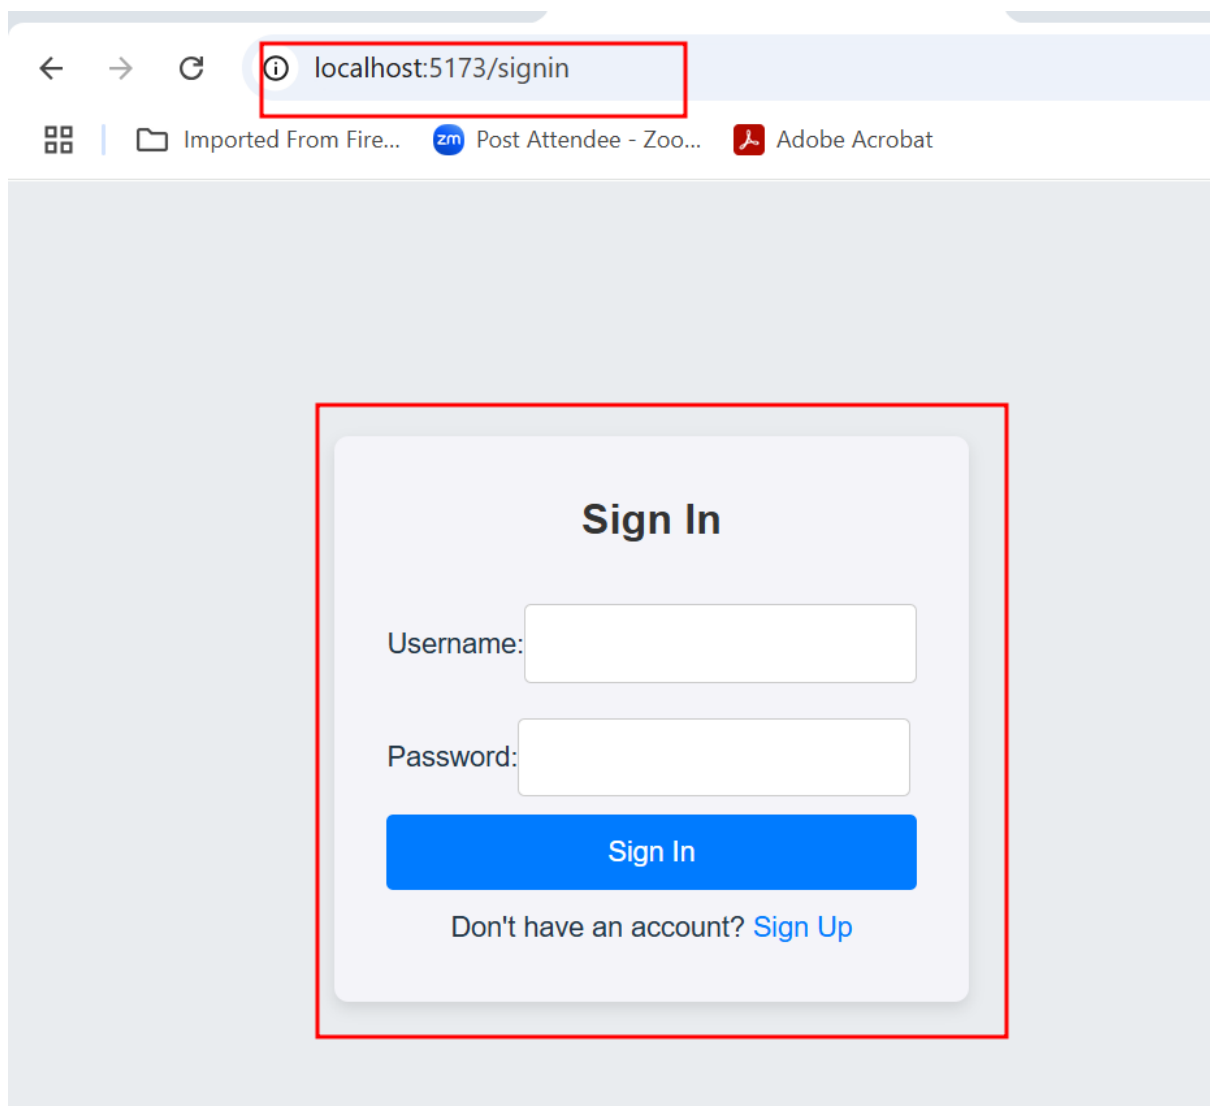 localhost:5173/signin
Imported From Fire... zm Post Attendee - Zoo... Adobe Acrobat
Sign In
Username:
Password:
Sign In
Don't have an account? Sign Up